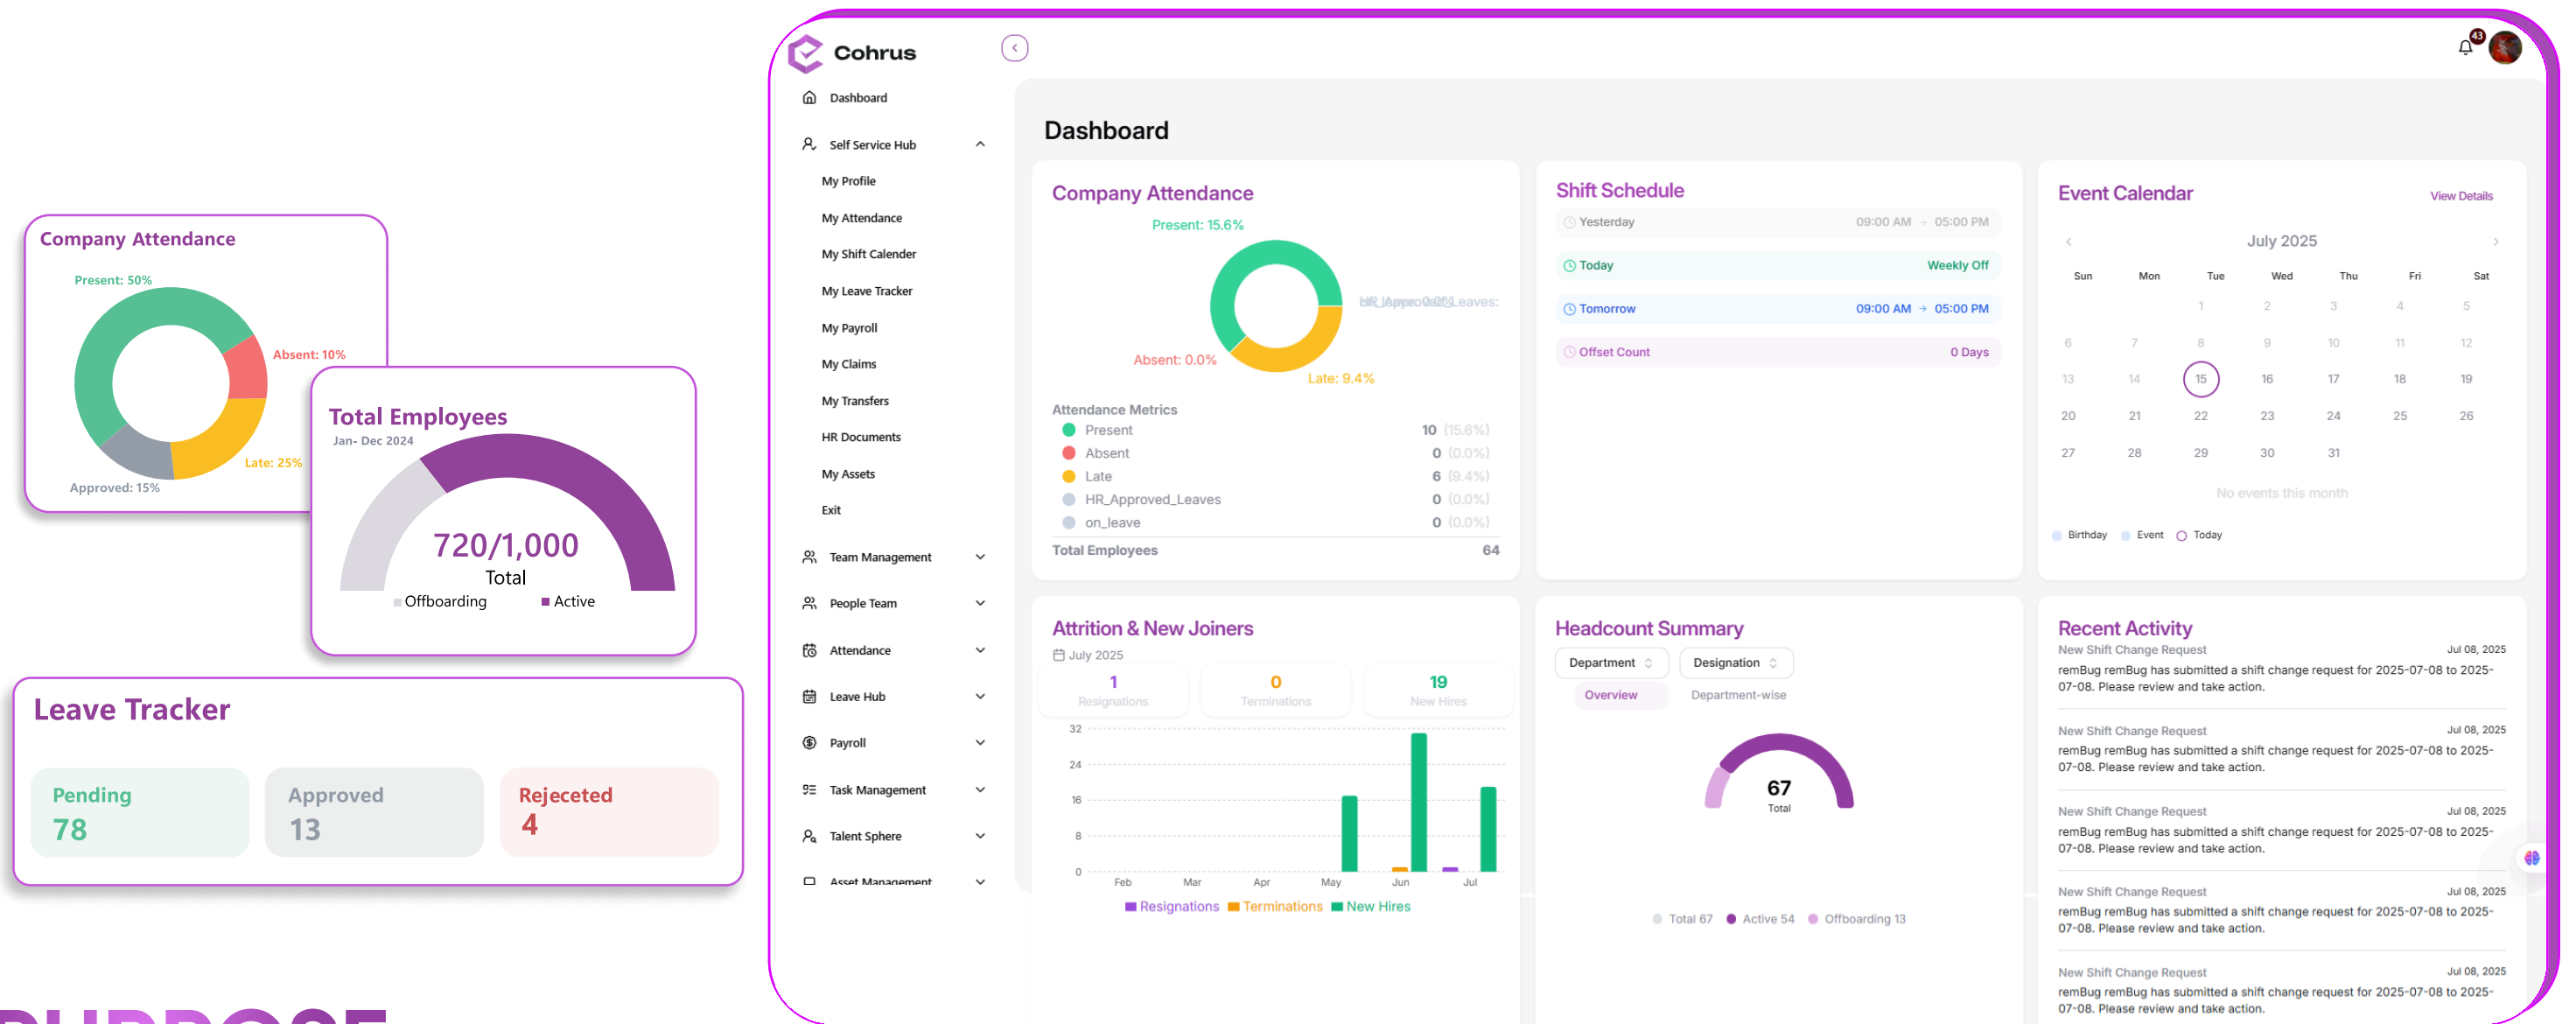 Company Attendance
Present: 50%
Absent: 10%
Late: 25%
Approved: 15%
Total Employees
Jan- Dec 2024
720/1,000
Total
Offboarding
Active
Leave Tracker
Pending
78
Approved
13
Rejeceted
4
Cohrus
43
Dashboard
Self Service Hub
My Profile
My Attendance
My Shift Calender
My Leave Tracker
My Payroll
My Claims
My Transfers
HR Documents
My Assets
Exit
Team Management
People Team
Attendance
Leave Hub
Payroll
Task Management
Talent Sphere
Asset Management
Dashboard
Company Attendance
Present: 15.6%
Absent: 0.0%
Late: 9.4%
Attendance Metrics
Present 10 (15.6%)
Absent 0 (0.0%)
Late 6 (9.4%)
HR_Approved_Leaves 0 (0.0%)
on_leave 0 (0.0%)
Total Employees 64
Shift Schedule
Yesterday 09:00 AM → 05:00 PM
Today Weekly Off
Tomorrow 09:00 AM → 05:00 PM
Offset Count 0 Days
Event Calendar
View Details
July 2025
Sun Mon Tue Wed Thu Fri Sat
1 2 3 4 5
6 7 8 9 10 11 12
13 14 15 16 17 18 19
20 21 22 23 24 25 26
27 28 29 30 31
No events this month
Birthday Event Today
Attrition & New Joiners
July 2025
1 0 19
Resignations Terminations New Hires
32
24
16
8
0
Feb Mar Apr May Jun Jul
Resignations Terminations New Hires
Headcount Summary
Department Designation
Overview Department-wise
67
Total
Total 67 Active 54 Offboarding 13
Recent Activity
New Shift Change Request Jul 08, 2025
remBug remBug has submitted a shift change request for 2025-07-08 to 2025-
07-08. Please review and take action.
New Shift Change Request Jul 08, 2025
remBug remBug has submitted a shift change request for 2025-07-08 to 2025-
07-08. Please review and take action.
New Shift Change Request Jul 08, 2025
remBug remBug has submitted a shift change request for 2025-07-08 to 2025-
07-08. Please review and take action.
New Shift Change Request Jul 08, 2025
remBug remBug has submitted a shift change request for 2025-07-08 to 2025-
07-08. Please review and take action.
New Shift Change Request Jul 08, 2025
remBug remBug has submitted a shift change request for 2025-07-08 to 2025-
07-08. Please review and take action.